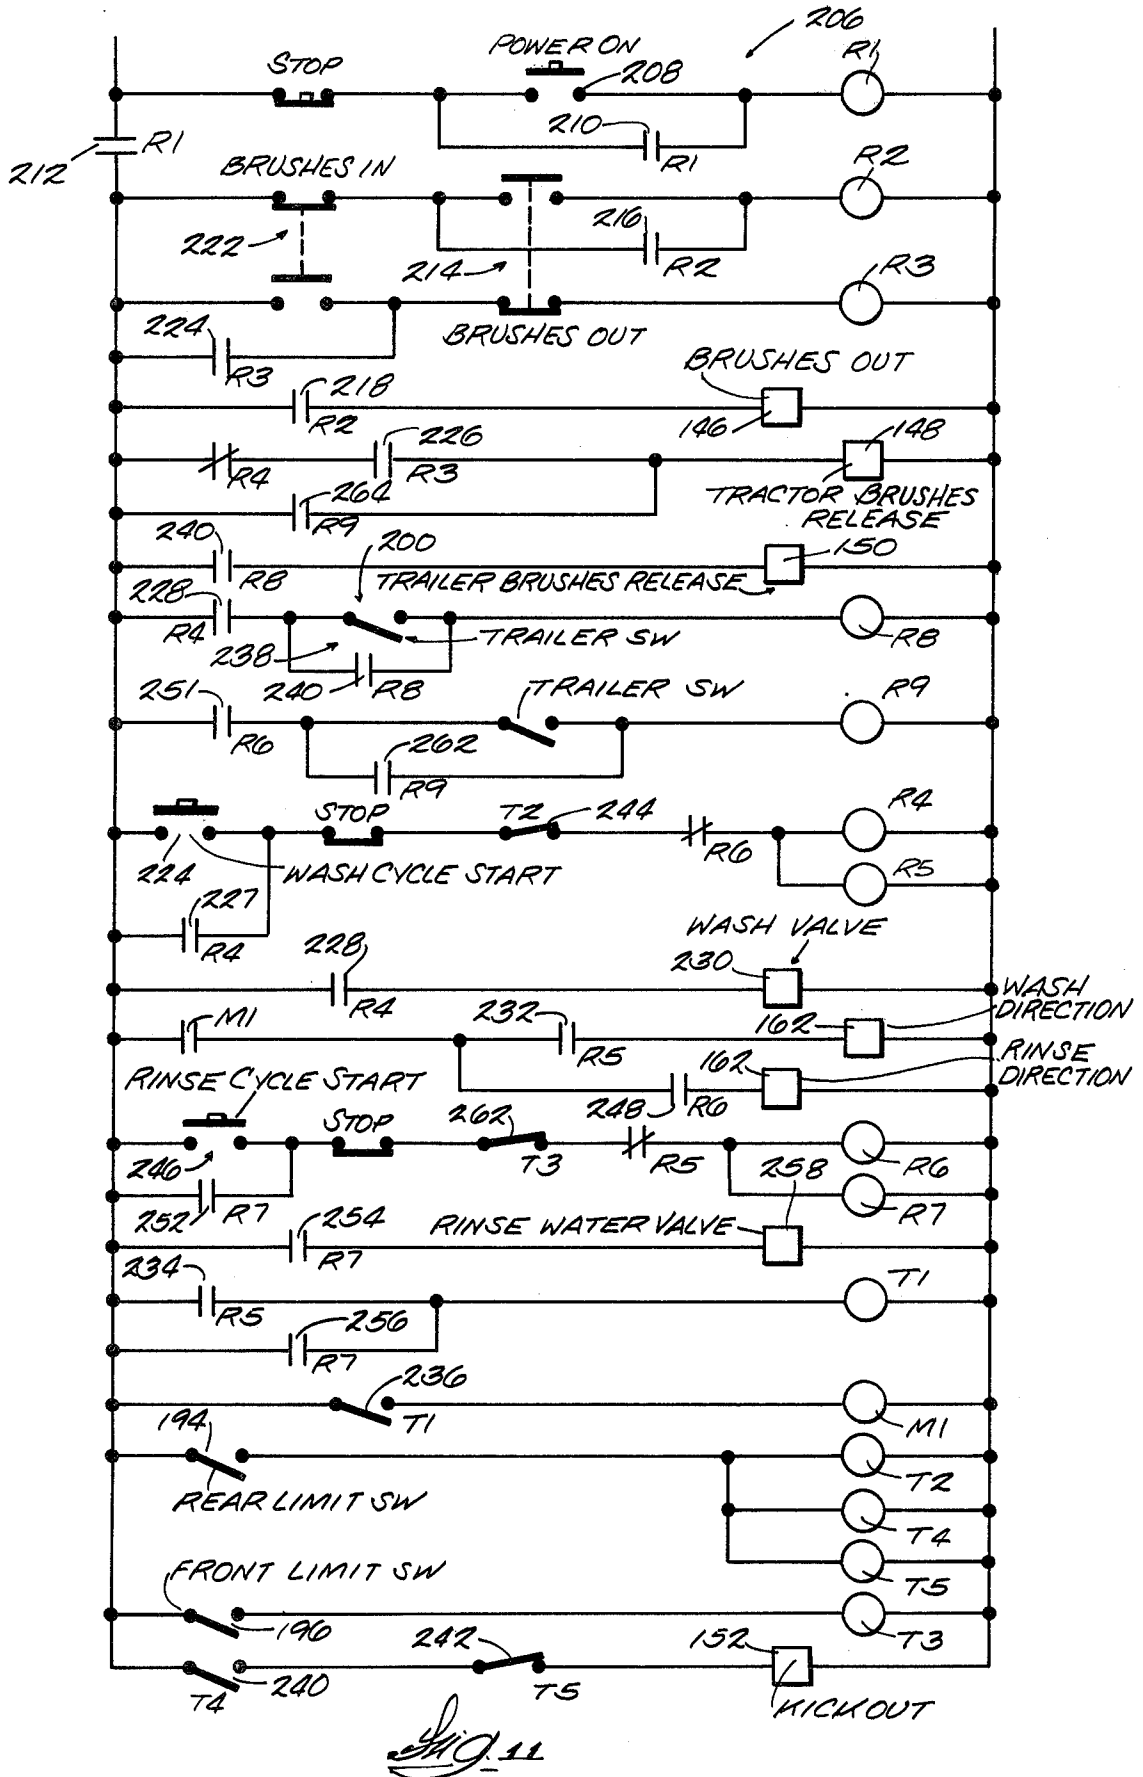 206
POWER ON
STOP
208
R1
210
R1
212
R1
BRUSHES IN
R2
216
222
214
R2
R3
224
BRUSHES OUT
R3
BRUSHES OUT
218
R2
146
226
148
R4
R3
264
TRACTOR BRUSHES
RELEASE
R9
240
200
150
R8
TRAILER BRUSHES RELEASE
228
R4
TRAILER SW
R8
238
240
R8
251
TRAILER SW
R9
R6
262
R9
STOP
T2
244
R4
R6
R5
224
WASH CYCLE START
227
R4
WASH VALVE
228
230
R4
WASH
DIRECTION
M1
232
162
R5
RINSE
DIRECTION
162
RINSE CYCLE START
248
R6
STOP
262
246
T3
R5
258
R6
252
R7
R7
254
RINSE WATER VALVE
R7
234
T1
R5
256
R7
236
T1
M1
194
REAR LIMIT SW
T2
T4
FRONT LIMIT SW
T5
196
T3
242
152
T4
240
T5
KICKOUT
Fig. 11